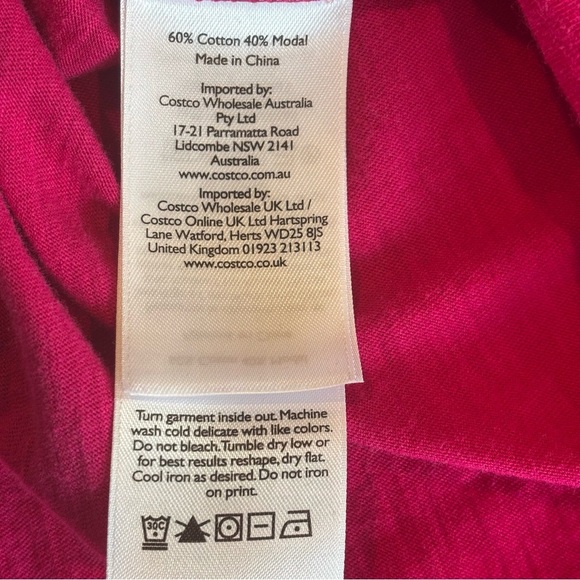 60% Cotton 40% Modal
Made in China
Imported by:
Costco Wholesale Australia
Pty Ltd
17-21 Parramatta Road
Lidcombe NSW 2141
Australia
www.costco.com.au
Imported by:
Costco Wholesale UK Ltd /
Costco Online UK Ltd Hartspring
Lane Watford, Herts WD25 8JS
United Kingdom 01923 213113
www.costco.co.uk
Turn garment inside out. Machine
wash cold delicate with like colors.
Do not bleach.Tumble dry low or
for best results reshape, dry flat.
Cool iron as desired. Do not iron
on print.
30C